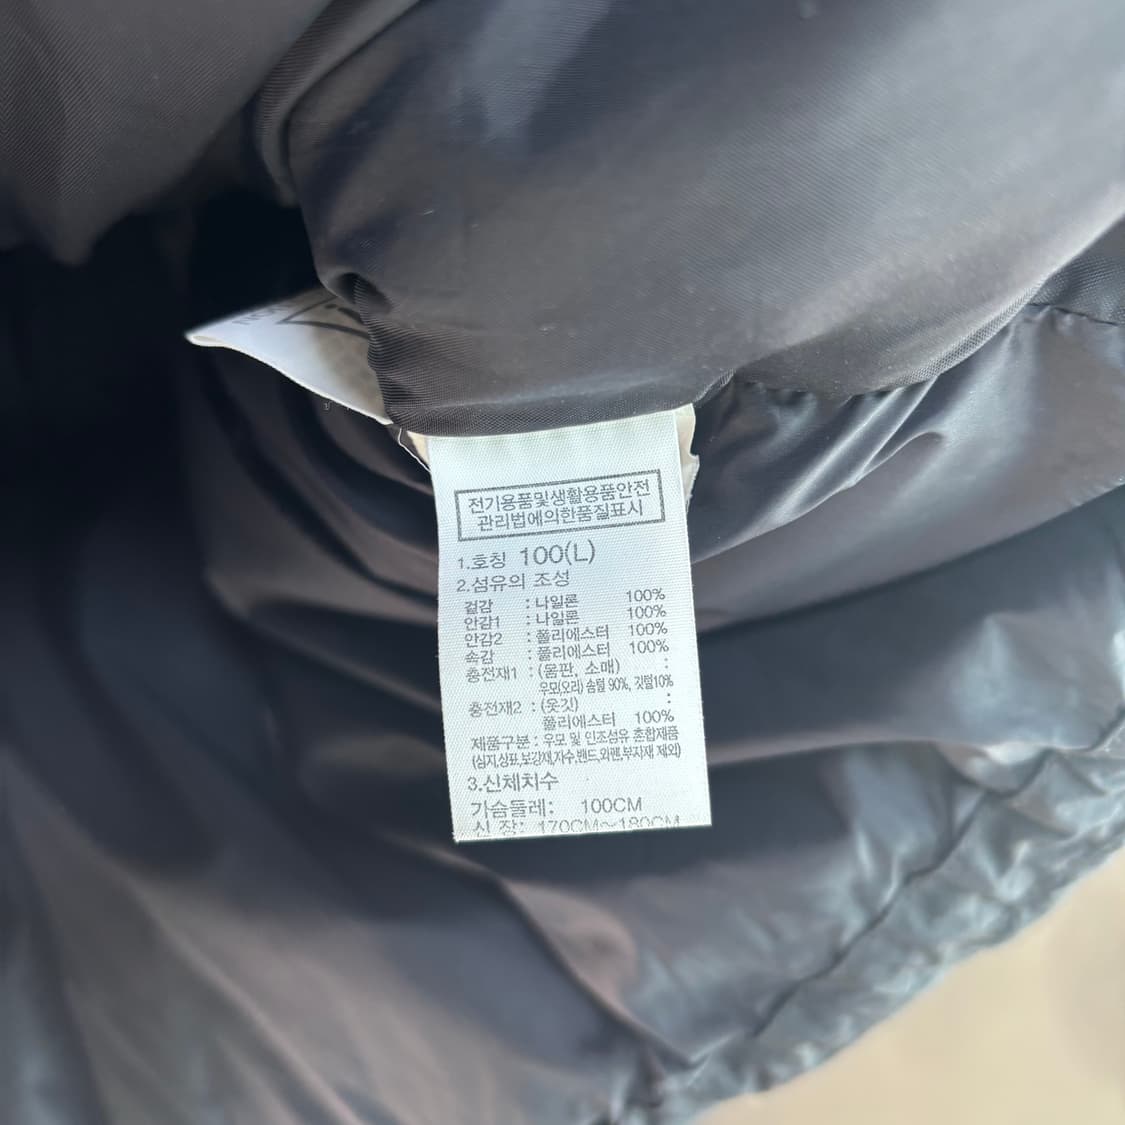 전기용품및생활용품안전
관리법에의한품질표시
1.호칭 100(L)
2.섬유의 조성
겉감 : 나일론 100%
안감1 : 나일론 100%
안감2 : 폴리에스터 100%
속감 : 폴리에스터 100%
충전재1 : (몸판, 소매) :
우모(오리) 솜털 90%, 깃털10%
충전재2 : (옷깃) :
폴리에스터 100%
제품구분 : 우모 및 인조섬유 혼합제품
(심지,상표,보강재,자수,밴드,와펜,부자재 제외)
3.신체치수
가슴둘레: 100CM
신 장: 170CM~180CM